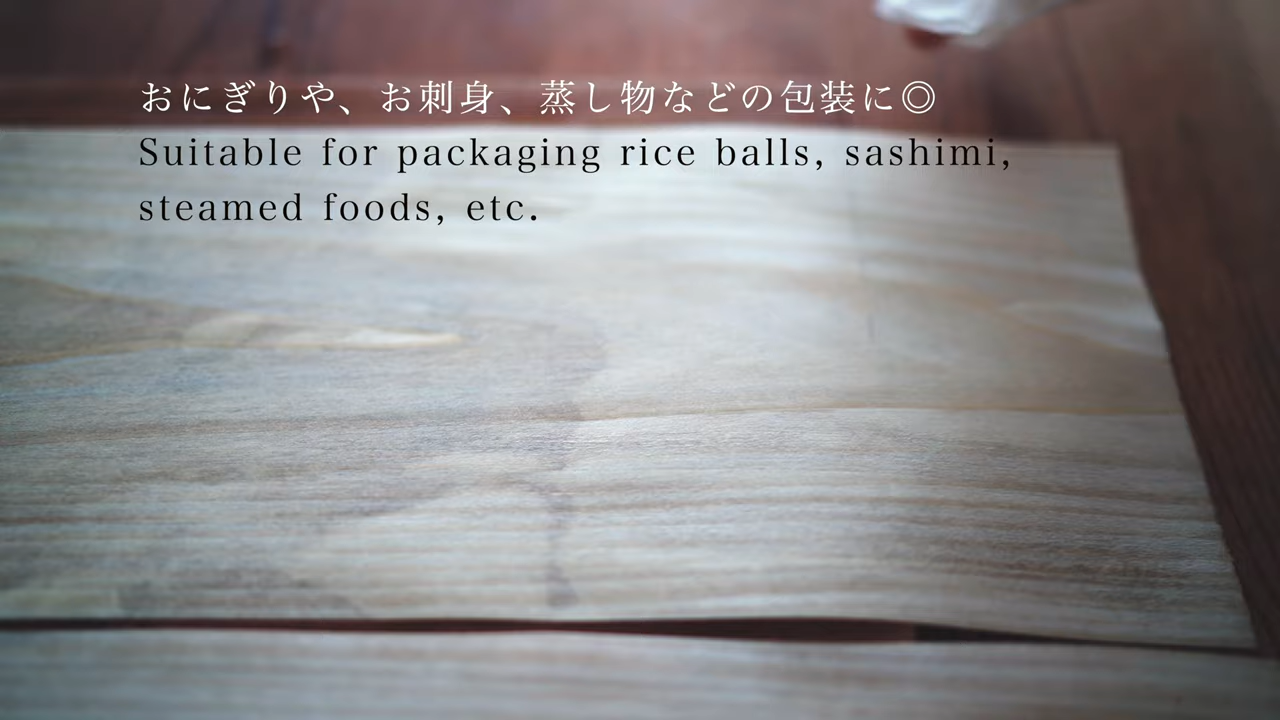 おにぎりや、お刺身、蒸し物などの包装に◎
Suitable for packaging rice balls, sashimi,
steamed foods, etc.